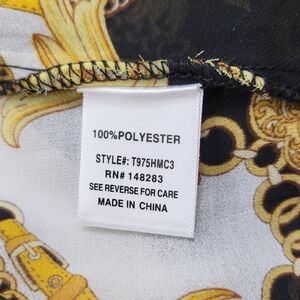 100%POLYESTER
STYLE#: T975HMC3
RN# 148283
SEE REVERSE FOR CARE
MADE IN CHINA